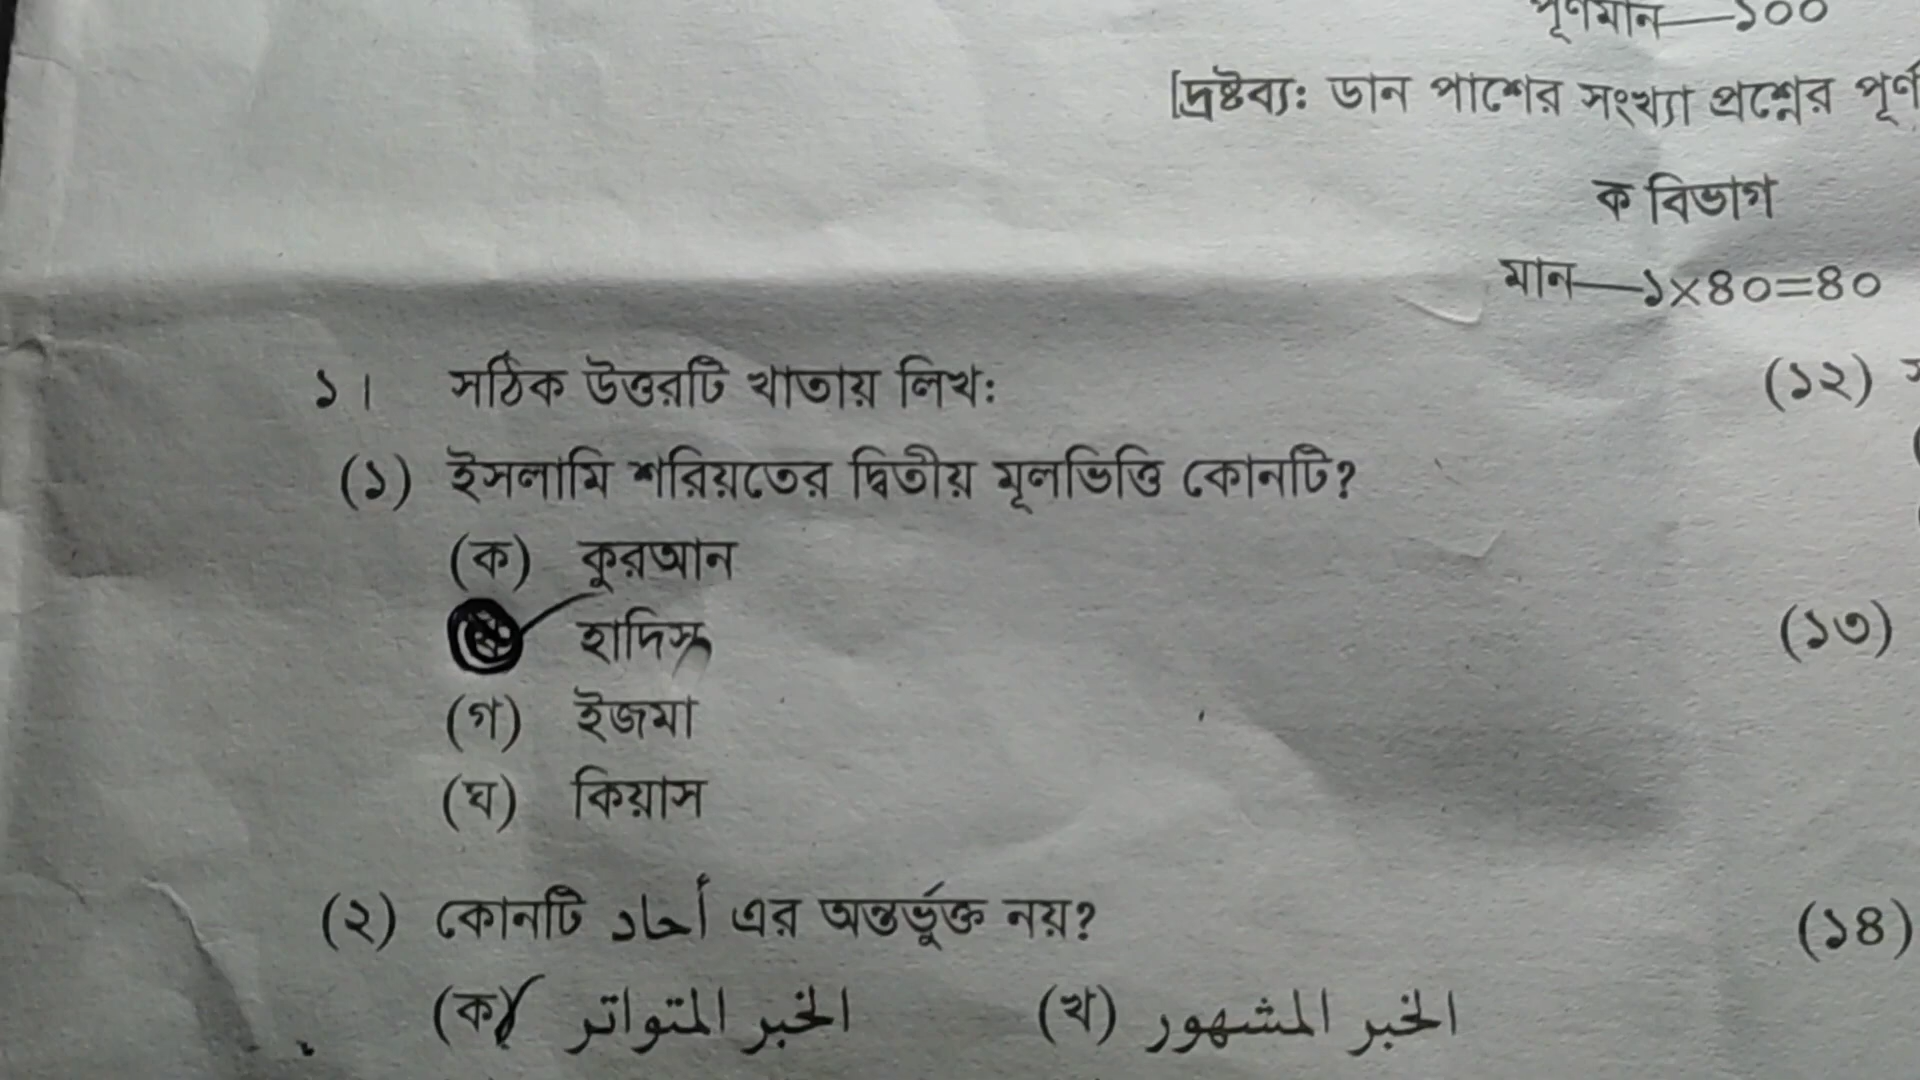 পূর্ণমান—১০০
[দ্রষ্টব্য: ডান পাশের সংখ্যা প্রশ্নের পূর্ণ
ক বিভাগ
মান—১×৪০=৪০
১। সঠিক উত্তরটি খাতায় লিখ:
(১২)
(১) ইসলামি শরিয়তের দ্বিতীয় মূলভিত্তি কোনটি?
(ক) কুরআন
হাদিস
(১৩)
(গ) ইজমা
(ঘ) কিয়াস
(২) কোনটি أحاد এর অন্তর্ভুক্ত নয়?
(১৪)
(ক) الخبر المتواتر (খ) الخبر المشهور